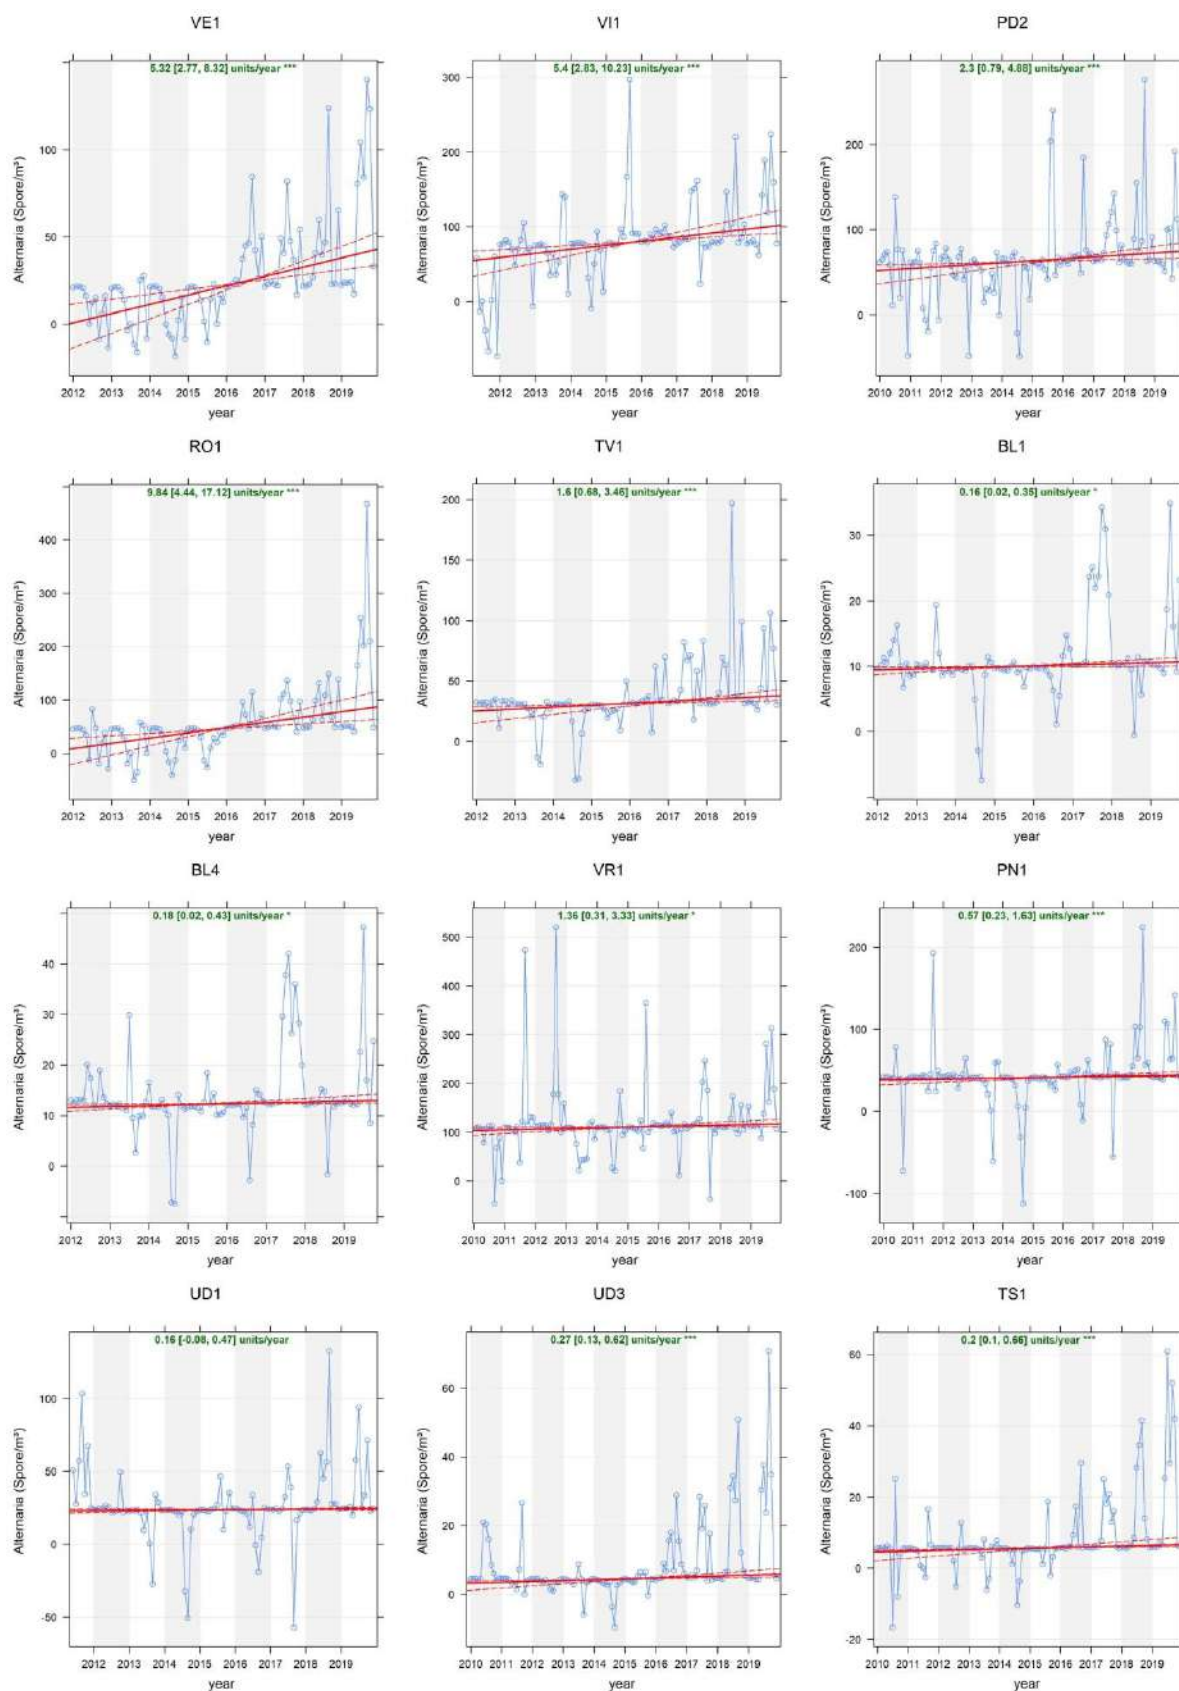 VE1
5.32 [2.77, 8.32] units/year ***
Alternaria (Spore/m³)
100
50
0
2012 2013 2014 2015 2016 2017 2018 2019
year
VI1
5.4 [2.83, 10.23] units/year ***
Alternaria (Spore/m³)
300
200
100
0
2012 2013 2014 2015 2016 2017 2018 2019
year
PD2
2.3 [0.79, 4.88] units/year ***
Alternaria (Spore/m³)
200
100
0
2010 2011 2012 2013 2014 2015 2016 2017 2018 2019
year
RO1
9.84 [4.44, 17.12] units/year ***
Alternaria (Spore/m³)
400
300
200
100
0
2012 2013 2014 2015 2016 2017 2018 2019
year
TV1
1.6 [0.68, 3.46] units/year ***
Alternaria (Spore/m³)
200
150
100
50
0
2012 2013 2014 2015 2016 2017 2018 2019
year
BL1
0.16 [0.02, 0.35] units/year *
Alternaria (Spore/m³)
30
20
10
0
2012 2013 2014 2015 2016 2017 2018 2019
year
BL4
0.18 [0.02, 0.43] units/year *
Alternaria (Spore/m³)
40
30
20
10
0
2012 2013 2014 2015 2016 2017 2018 2019
year
VR1
1.36 [0.31, 3.33] units/year *
Alternaria (Spore/m³)
500
400
300
200
100
0
2010 2011 2012 2013 2014 2015 2016 2017 2018 2019
year
PN1
0.57 [0.23, 1.63] units/year ***
Alternaria (Spore/m³)
200
100
0
-100
2010 2011 2012 2013 2014 2015 2016 2017 2018 2019
year
UD1
0.16 [-0.08, 0.47] units/year
Alternaria (Spore/m³)
100
50
0
-50
2012 2013 2014 2015 2016 2017 2018 2019
year
UD3
0.27 [0.13, 0.62] units/year ***
Alternaria (Spore/m³)
60
40
20
0
2010 2011 2012 2013 2014 2015 2016 2017 2018 2019
year
TS1
0.2 [0.1, 0.66] units/year ***
Alternaria (Spore/m³)
60
40
20
0
-20
2010 2011 2012 2013 2014 2015 2016 2017 2018 2019
year